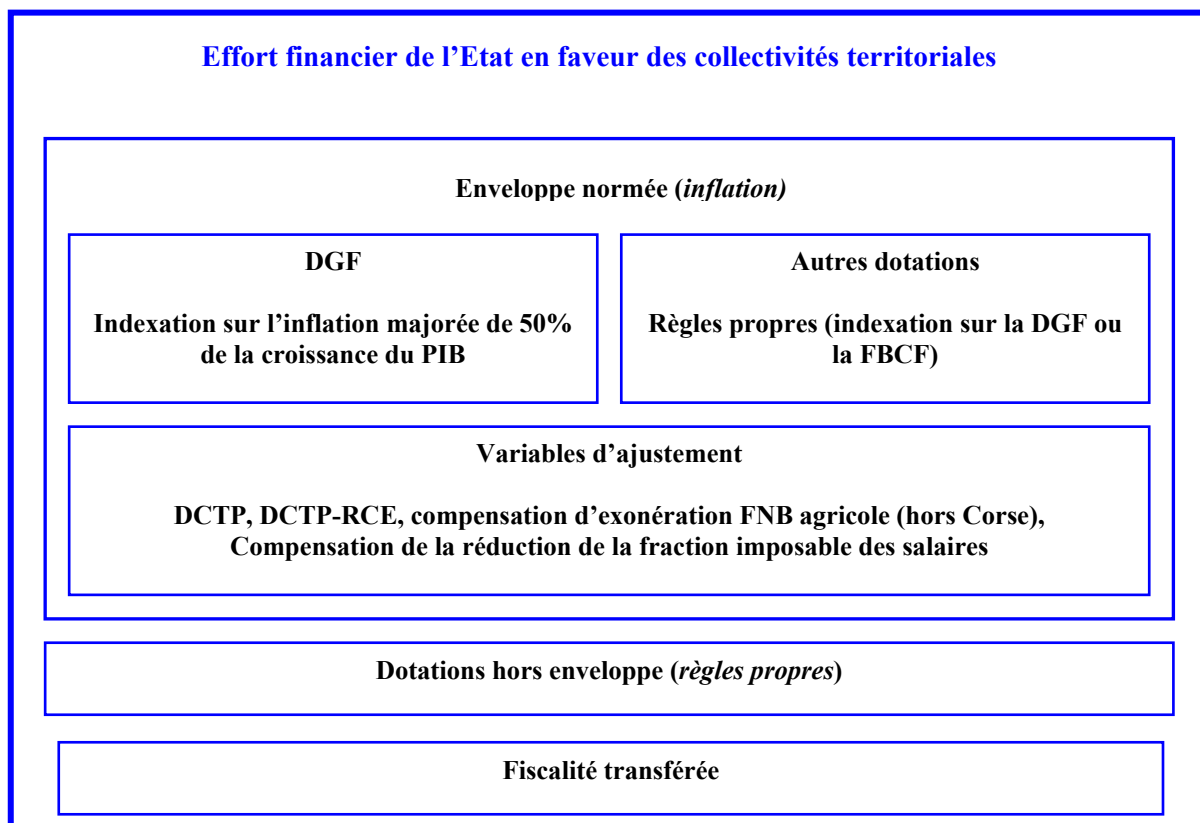 Effort financier de l’Etat en faveur des collectivités territoriales
Enveloppe normée (inflation)
DGF
Indexation sur l’inflation majorée de 50%
de la croissance du PIB
Autres dotations
Règles propres (indexation sur la DGF ou
la FBCF)
Variables d’ajustement
DCTP, DCTP-RCE, compensation d’exonération FNB agricole (hors Corse),
Compensation de la réduction de la fraction imposable des salaires
Dotations hors enveloppe (règles propres)
Fiscalité transférée